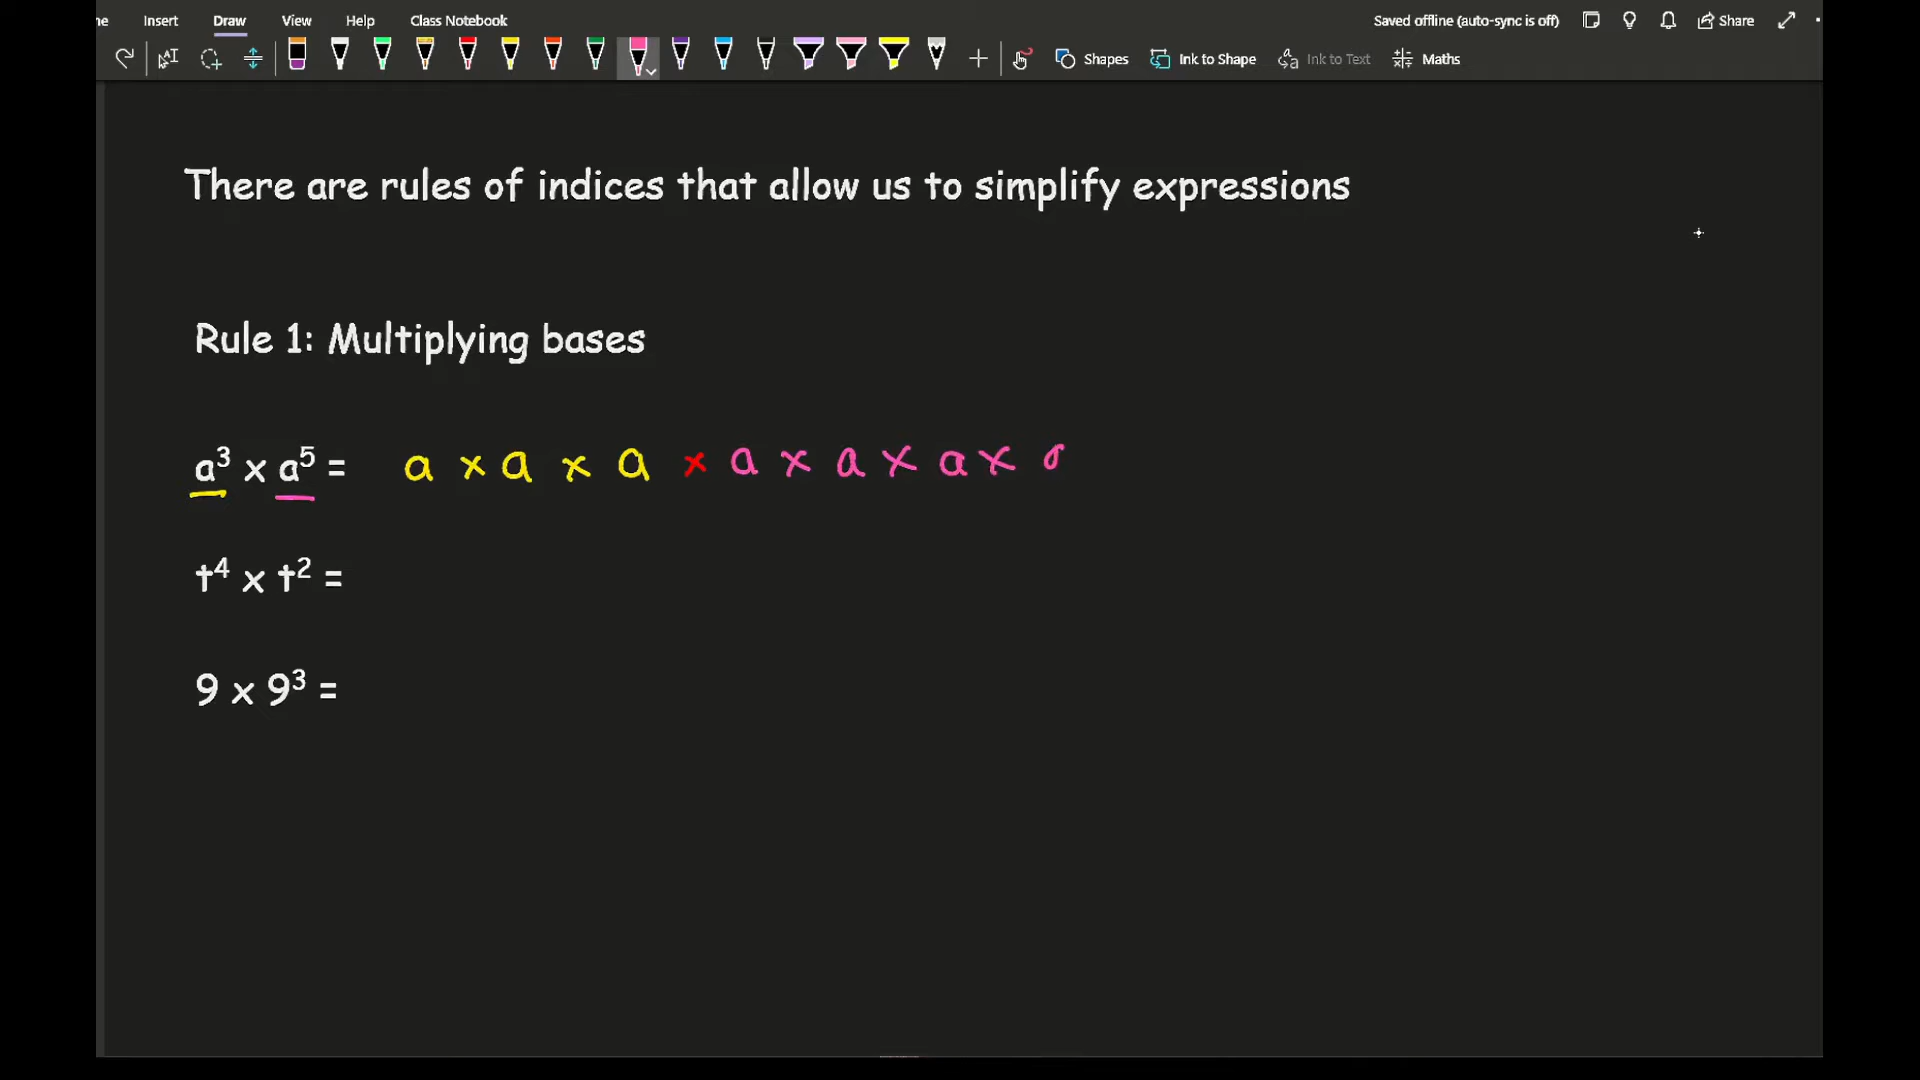 Insert Draw View Help Class Notebook Saved offline (auto-sync is off) Share
Shapes Ink to Shape Ink to Text Maths
There are rules of indices that allow us to simplify expressions
Rule 1: Multiplying bases
a³ x a⁵ = a x a x a x a x a x a x
t⁴ x t² =
9 x 9³ =